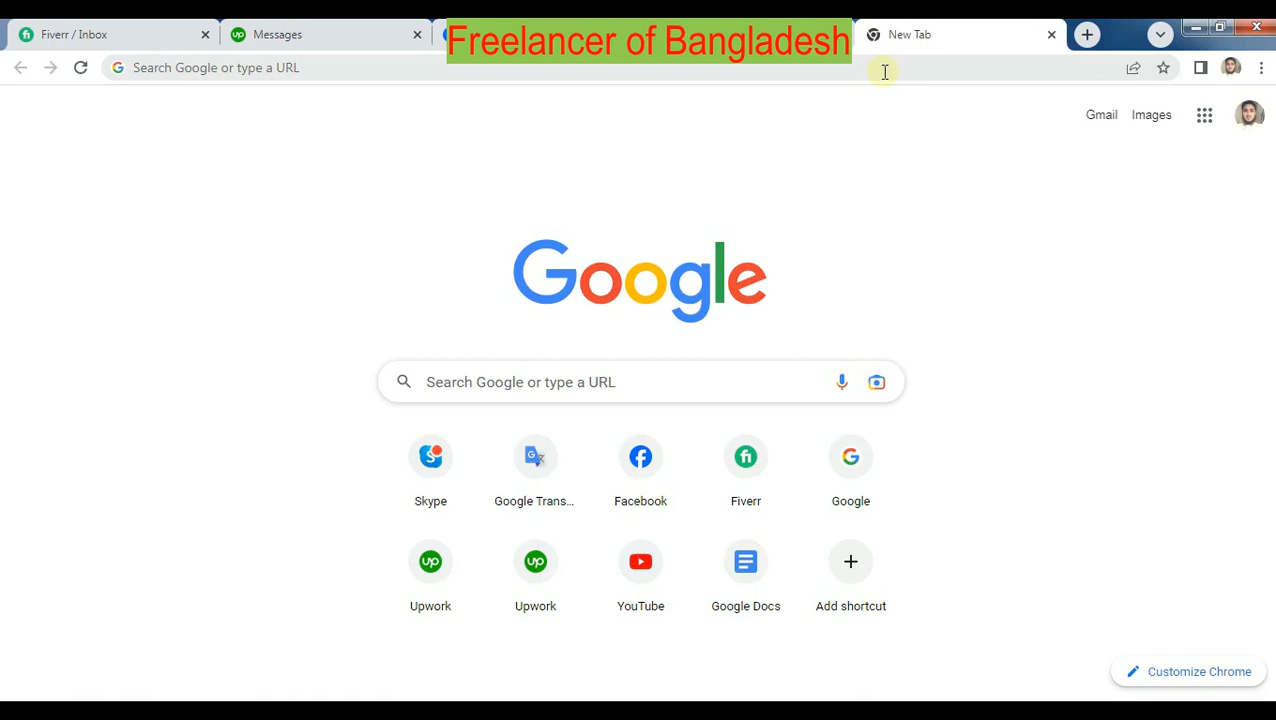 Fiverr / Inbox
Messages
Freelancer of Bangladesh
New Tab
Search Google or type a URL
Gmail
Images
Google
Search Google or type a URL
Skype
Google Trans...
Facebook
Fiverr
Google
Upwork
Upwork
YouTube
Google Docs
Add shortcut
Customize Chrome